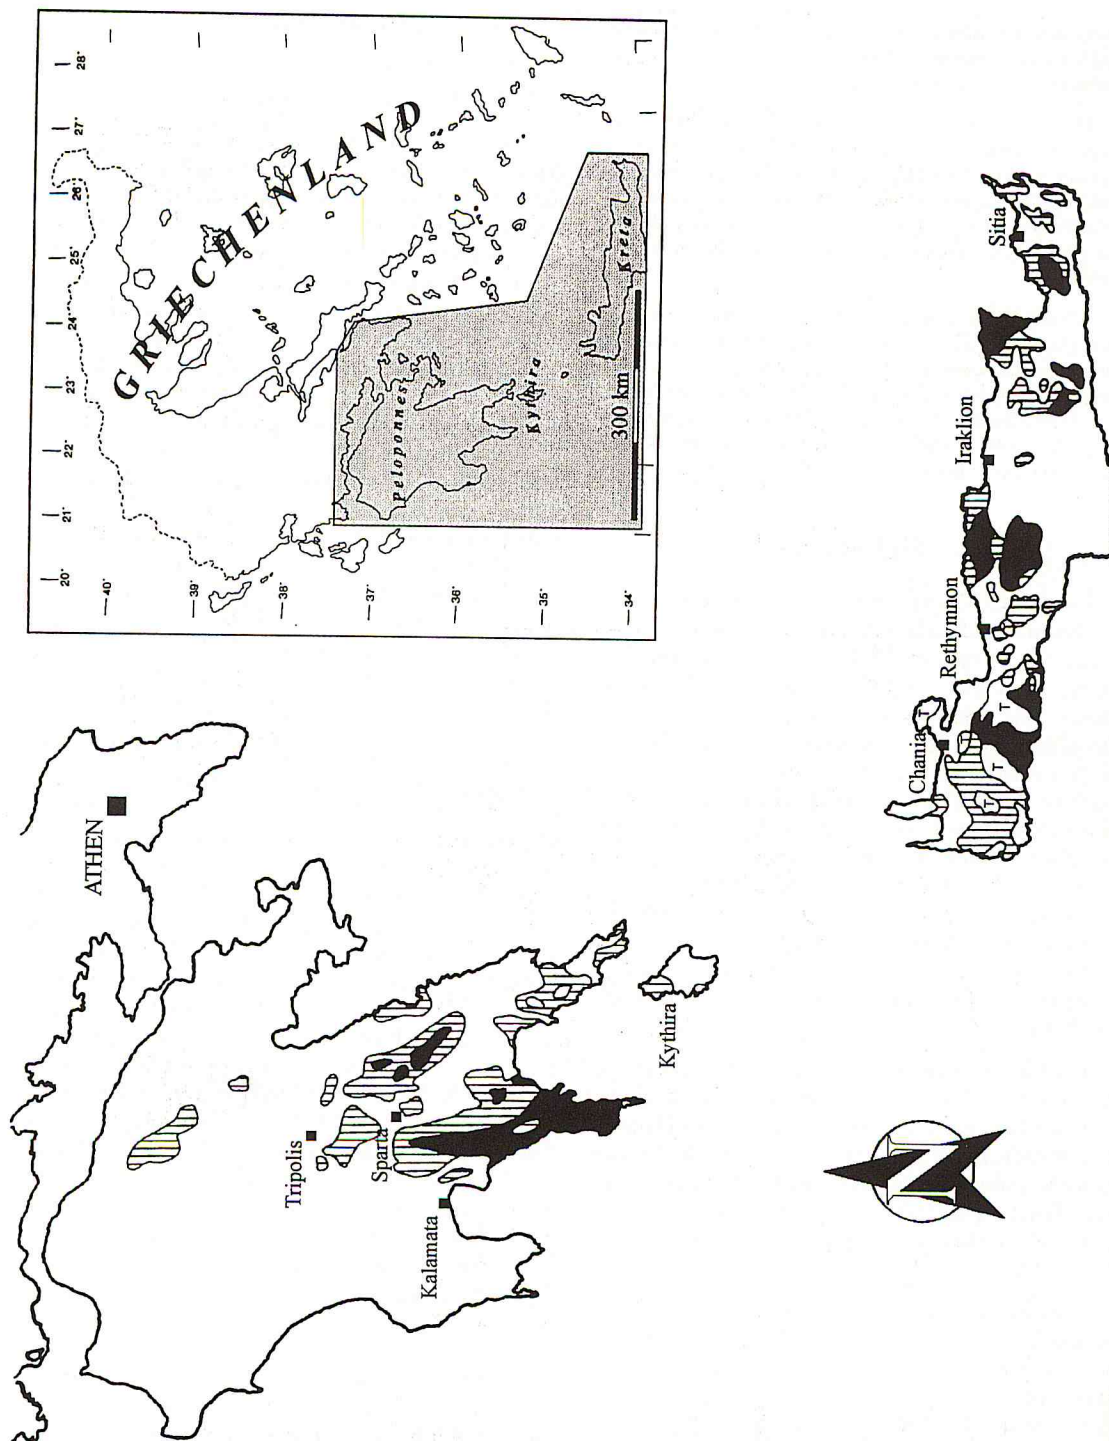 GRIECHENLAND
20°
21°
22°
23°
24°
25°
26°
27°
28°
40°
39°
38°
37°
36°
35°
34°
Peloponnes
Kythira
Kreta
300 km
ATHEN
Tripolis
Sparta
Kalamata
Kythira
N
Chania
Rethymnon
Iraklion
Sitia
T
T
T
T
T